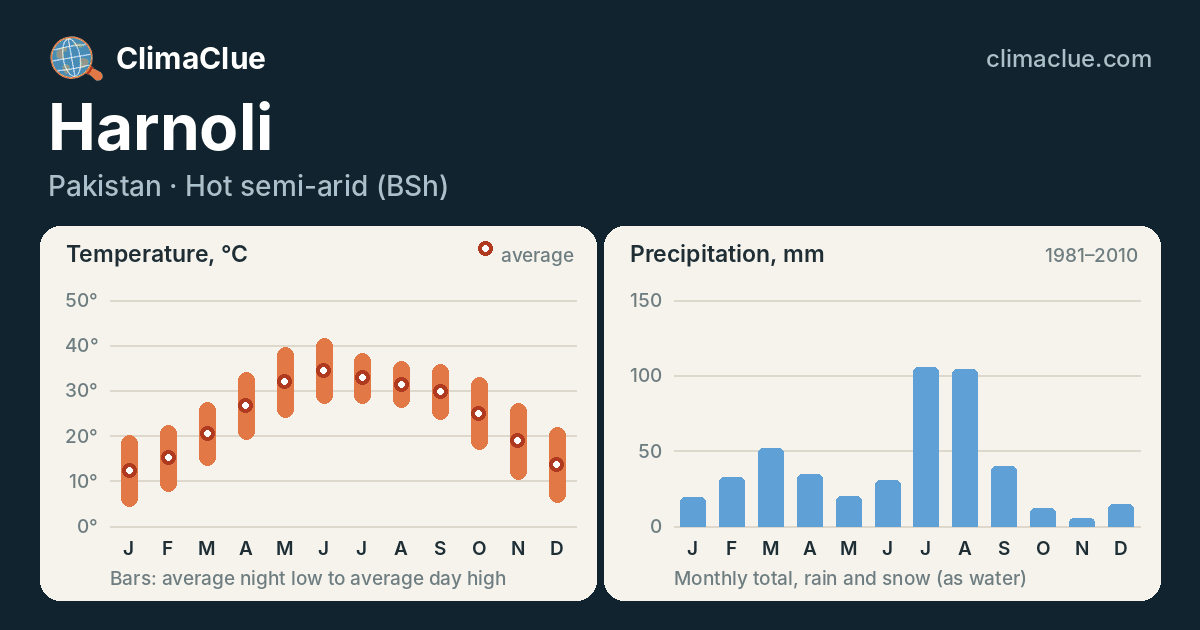 ClimaClue
climaclue.com
Harnoli
Pakistan · Hot semi-arid (BSh)
Temperature, °C
average
50°
40°
30°
20°
10°
0°
J F M A M J J A S O N D
Bars: average night low to average day high
Precipitation, mm
1981–2010
150
100
50
0
J F M A M J J A S O N D
Monthly total, rain and snow (as water)